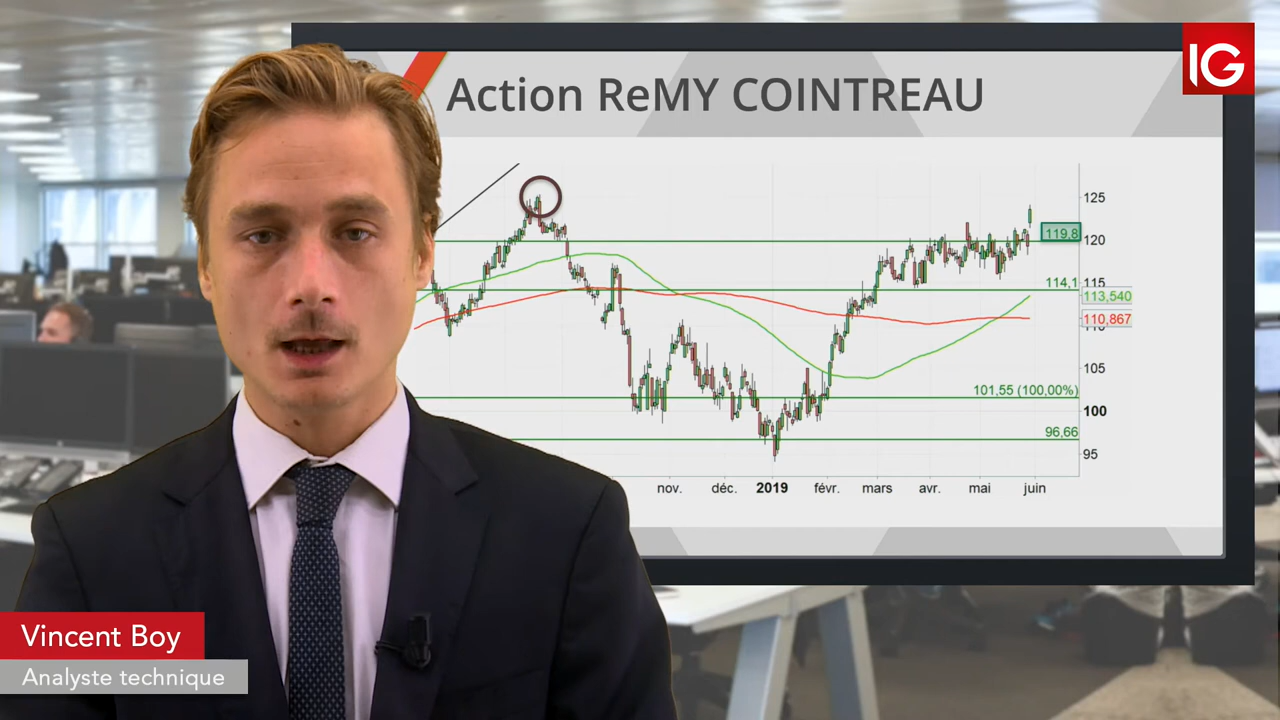 IG
Action ReMY COINTREAU
125
119,8
120
115
114,1
113,540
110,867
110
105
101,55 (100,00%)
100
96,66
95
nov.
déc.
2019
févr.
mars
avr.
mai
juin
Vincent Boy
Analyste technique